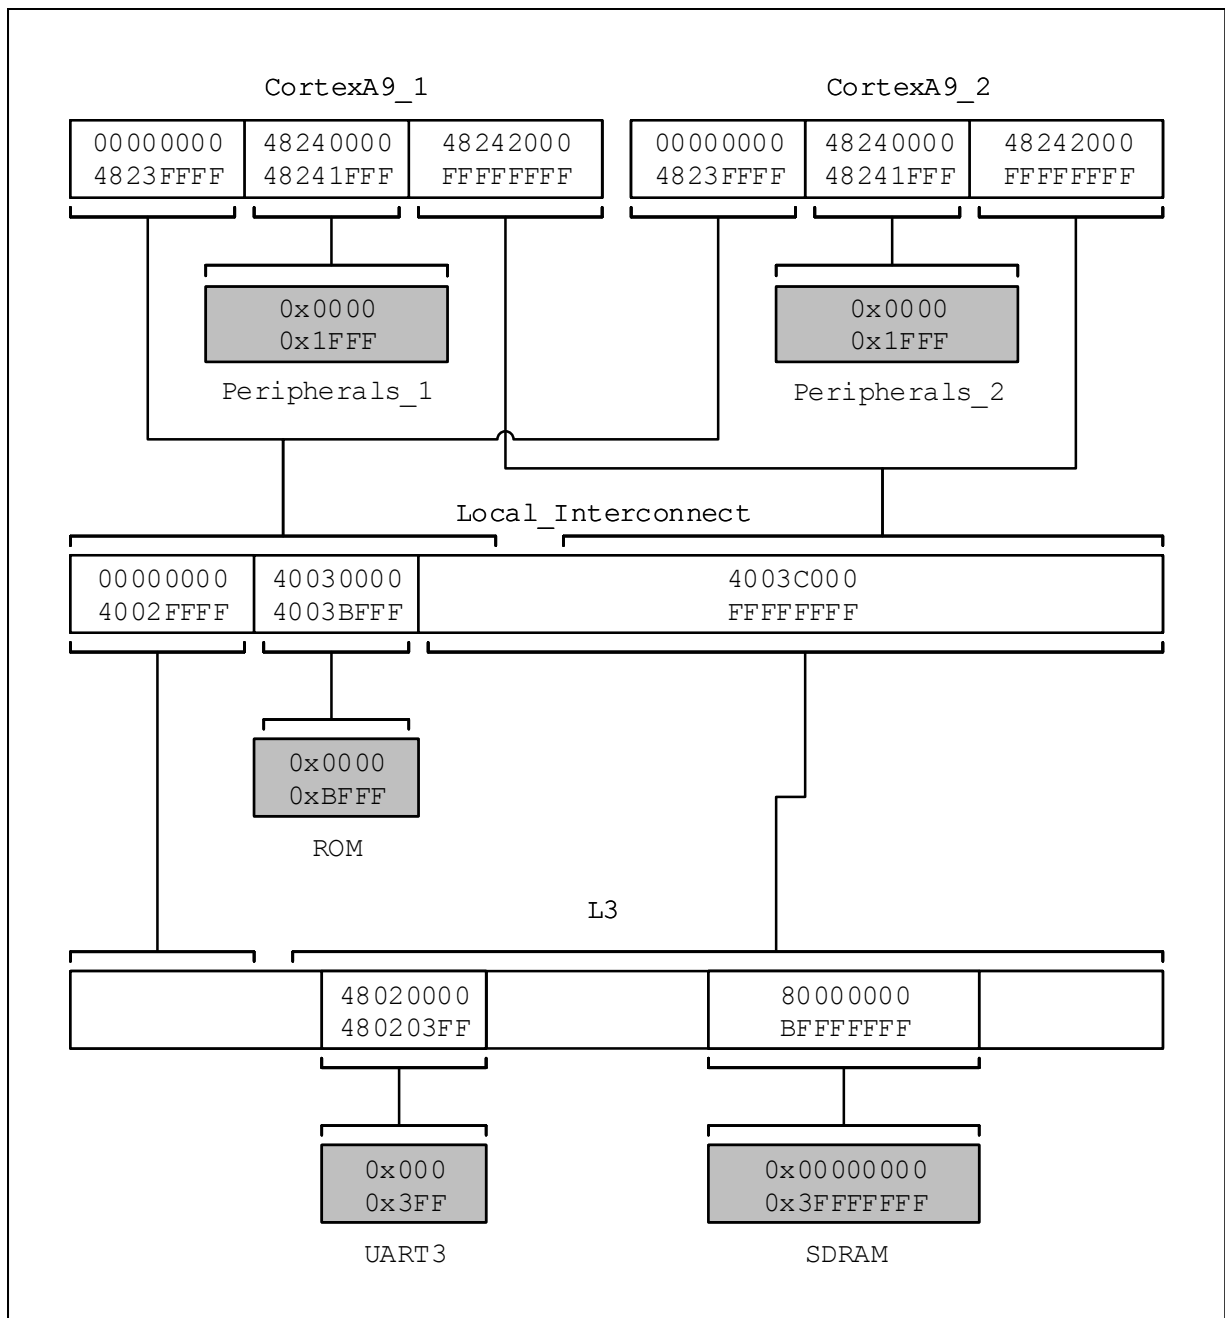 CortexA9_1 CortexA9_2
00000000 48240000 48242000 00000000 48240000 48242000
4823FFFF 48241FFF FFFFFFFF 4823FFFF 48241FFF FFFFFFFF
0x0000 0x0000
0x1FFF 0x1FFF
Peripherals_1 Peripherals_2
Local_Interconnect
00000000 40030000 4003C000
4002FFFF 4003BFFF FFFFFFFF
0x0000
0xBFFF
ROM
L3
48020000 80000000
480203FF BFFFFFFF
0x000 0x00000000
0x3FF 0x3FFFFFFF
UART3 SDRAM